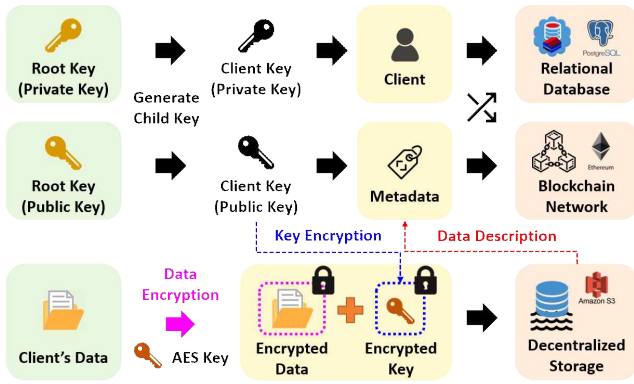 Root Key
(Private Key)
Generate
Child Key
Client Key
(Private Key)
Client
PostgreSQL
Relational
Database
Root Key
(Public Key)
Client Key
(Public Key)
Metadata
Ethereum
Blockchain
Network
Key Encryption
Data Description
Data
Encryption
Amazon S3
Client's Data
AES Key
Encrypted
Data
Encrypted
Key
Decentralized
Storage